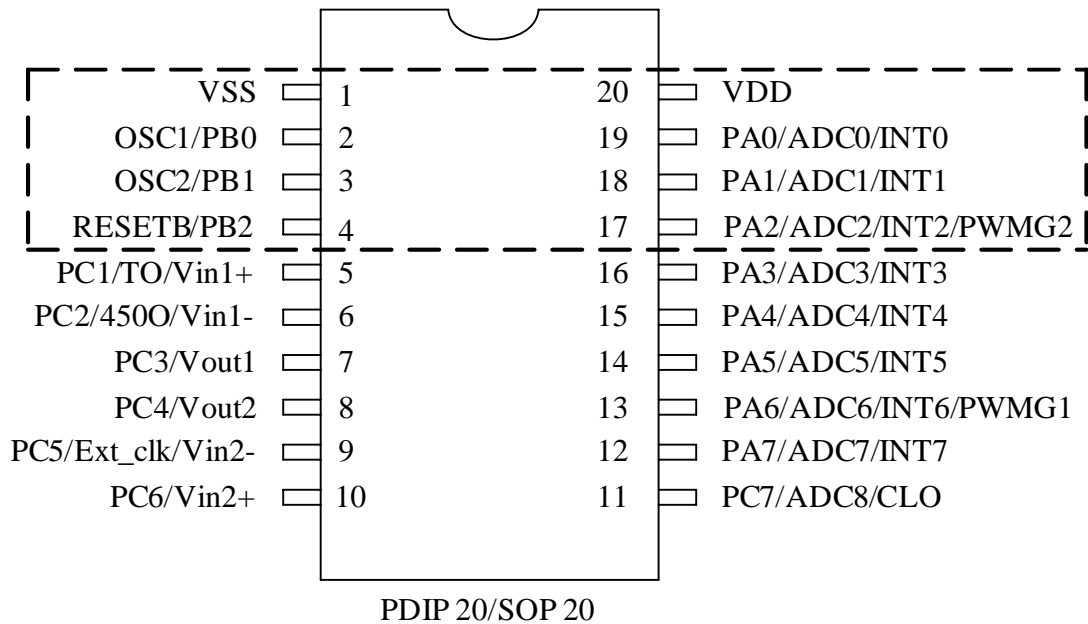 VSS 1 20 VDD
OSC1/PB0 2 19 PA0/ADC0/INT0
OSC2/PB1 3 18 PA1/ADC1/INT1
RESETB/PB2 4 17 PA2/ADC2/INT2/PWMG2
PC1/TO/Vin1+ 5 16 PA3/ADC3/INT3
PC2/450O/Vin1- 6 15 PA4/ADC4/INT4
PC3/Vout1 7 14 PA5/ADC5/INT5
PC4/Vout2 8 13 PA6/ADC6/INT6/PWMG1
PC5/Ext_clk/Vin2- 9 12 PA7/ADC7/INT7
PC6/Vin2+ 10 11 PC7/ADC8/CLO
PDIP 20/SOP 20